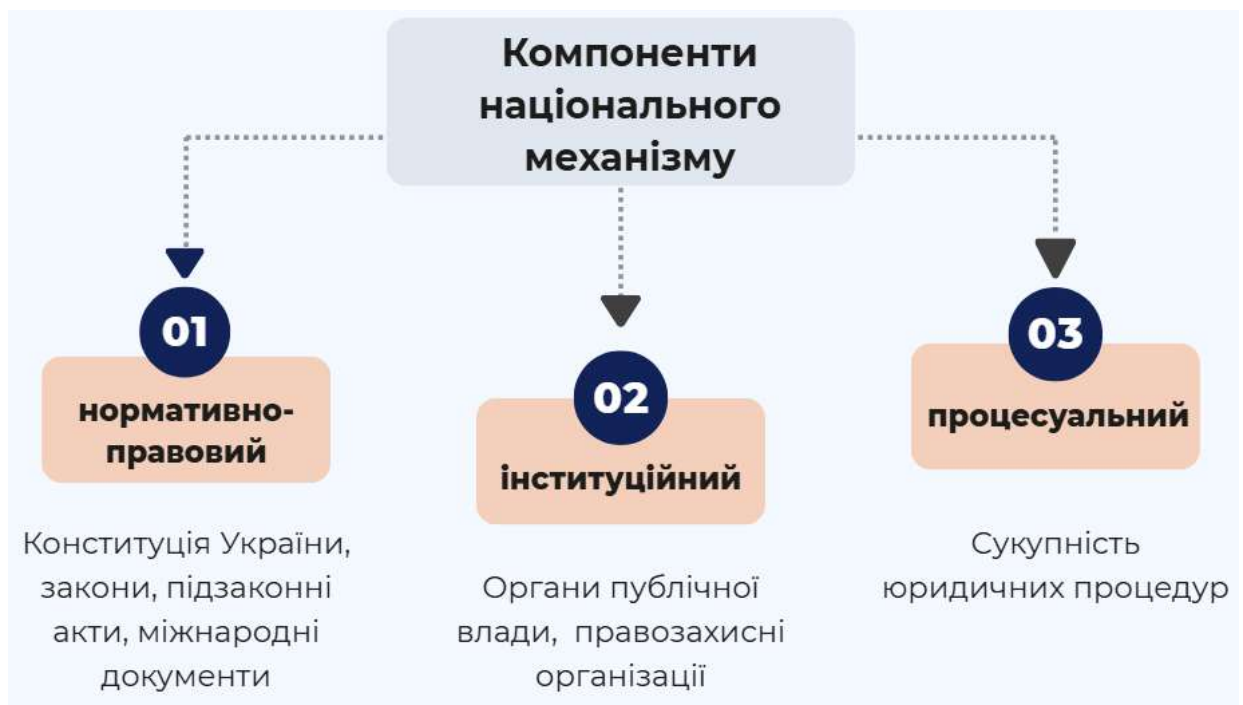 Компоненти
національного
механізму
01
нормативно-
правовий
Конституція України,
закони, підзаконні
акти, міжнародні
документи
02
інституційний
Органи публічної
влади, правозахисні
організації
03
процесуальний
Сукупність
юридичних процедур